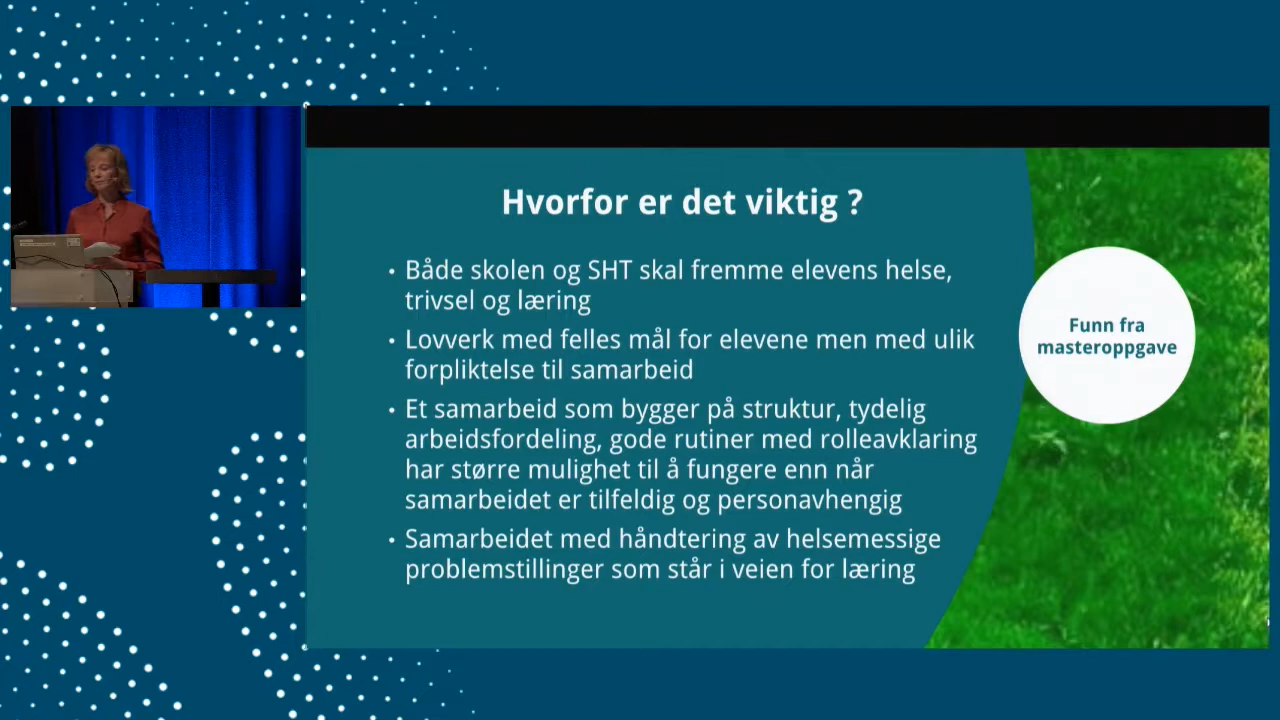 Hvorfor er det viktig ?
• Både skolen og SHT skal fremme elevens helse,
trivsel og læring
• Lovverk med felles mål for elevene men med ulik
forpliktelse til samarbeid
• Et samarbeid som bygger på struktur, tydelig
arbeidsfordeling, gode rutiner med rolleavklaring
har større mulighet til å fungere enn når
samarbeidet er tilfeldig og personavhengig
• Samarbeidet med håndtering av helsemessige
problemstillinger som står i veien for læring
Funn fra
masteroppgave